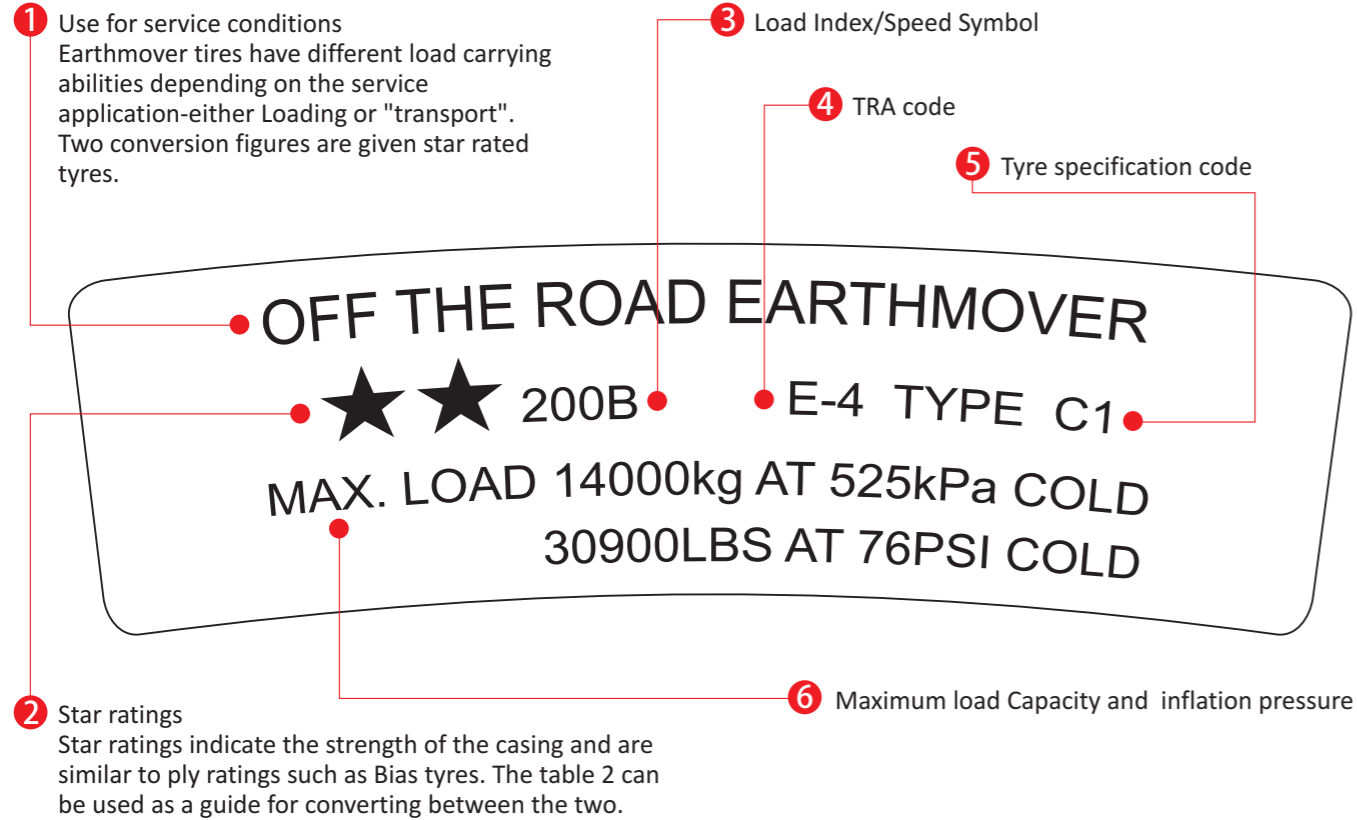 1 Use for service conditions
Earthmover tires have different load carrying
abilities depending on the service
application-either Loading or "transport".
Two conversion figures are given star rated
tyres.
3 Load Index/Speed Symbol
4 TRA code
5 Tyre specification code
OFF THE ROAD EARTHMOVER
★★ 200B E-4 TYPE C1
MAX. LOAD 14000kg AT 525kPa COLD
30900LBS AT 76PSI COLD
2 Star ratings
Star ratings indicate the strength of the casing and are
similar to ply ratings such as Bias tyres. The table 2 can
be used as a guide for converting between the two.
6 Maximum load Capacity and inflation pressure